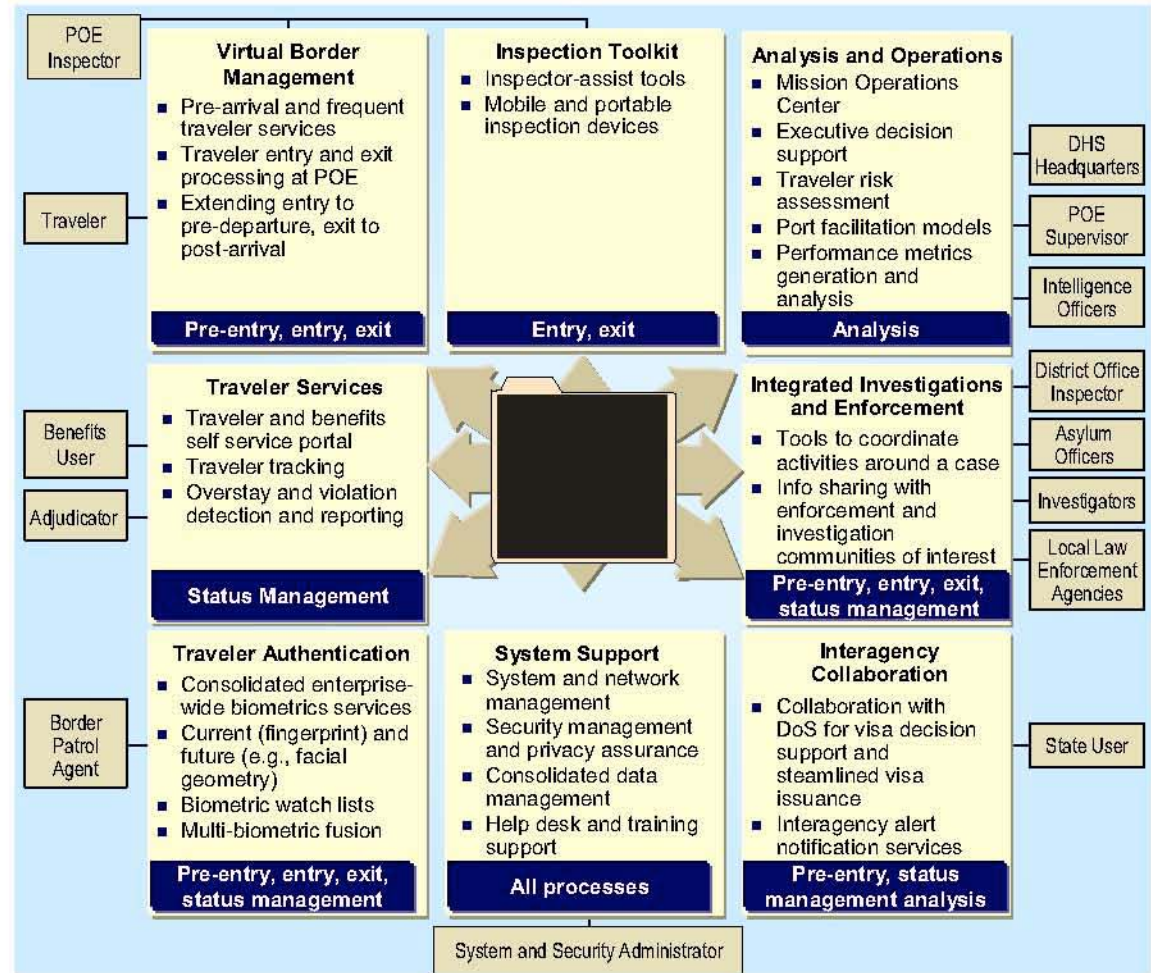 POE
Inspector
Virtual Border
Management
■ Pre-arrival and frequent
traveler services
■ Traveler entry and exit
processing at POE
■ Extending entry to
pre-departure, exit to
post-arrival
Pre-entry, entry, exit
Inspection Toolkit
■ Inspector-assist tools
■ Mobile and portable
inspection devices
Entry, exit
Analysis and Operations
■ Mission Operations
Center
■ Executive decision
support
■ Traveler risk
assessment
■ Port facilitation models
■ Performance metrics
generation and
analysis
Analysis
Traveler
DHS
Headquarters
POE
Supervisor
Intelligence
Officers
Traveler Services
■ Traveler and benefits
self service portal
■ Traveler tracking
■ Overstay and violation
detection and reporting
Status Management
Benefits
User
Adjudicator
Integrated Investigations
and Enforcement
■ Tools to coordinate
activities around a case
■ Info sharing with
enforcement and
investigation
communities of interest
Pre-entry, entry, exit,
status management
District Office
Inspector
Asylum
Officers
Investigators
Local Law
Enforcement
Agencies
Traveler Authentication
■ Consolidated enterprise-
wide biometrics services
■ Current (fingerprint) and
future (e.g., facial
geometry)
■ Biometric watch lists
■ Multi-biometric fusion
Pre-entry, entry, exit,
status management
Border
Patrol
Agent
System Support
■ System and network
management
■ Security management
and privacy assurance
■ Consolidated data
management
■ Help desk and training
support
All processes
Interagency
Collaboration
■ Collaboration with
DoS for visa decision
support and
steamlined visa
issuance
■ Interagency alert
notification services
Pre-entry, status
management analysis
State User
System and Security Administrator